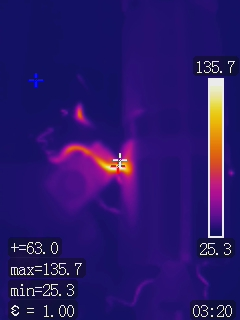 135.7
25.3
+=63.0
max=135.7
min=25.3
ε = 1.00
03:20